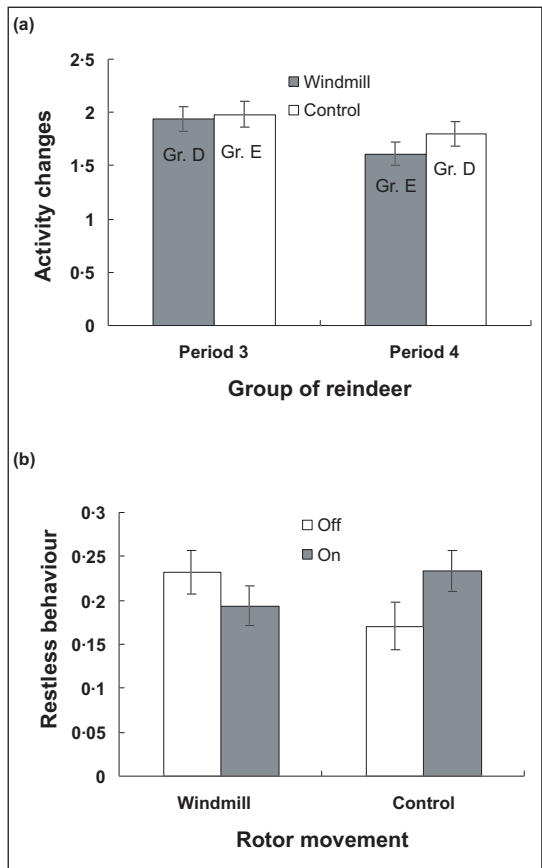 (a)
2·5
2
1·5
1
0·5
0
Activity changes
Windmill
Control
Gr. D
Gr. E
Gr. E
Gr. D
Period 3
Period 4
Group of reindeer
(b)
0·3
0·25
0·2
0·15
0·1
0·05
0
Restless behaviour
Off
On
Windmill
Control
Rotor movement